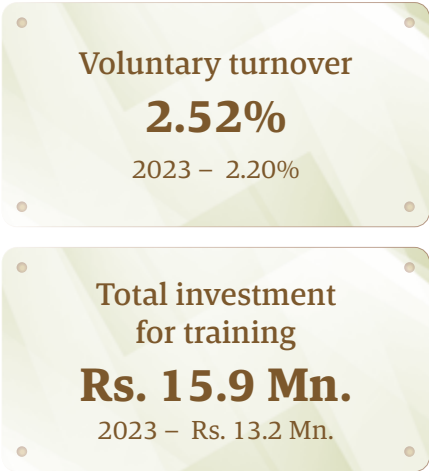 Voluntary turnover
2.52%
2023 – 2.20%
Total investment
for training
Rs. 15.9 Mn.
2023 – Rs. 13.2 Mn.